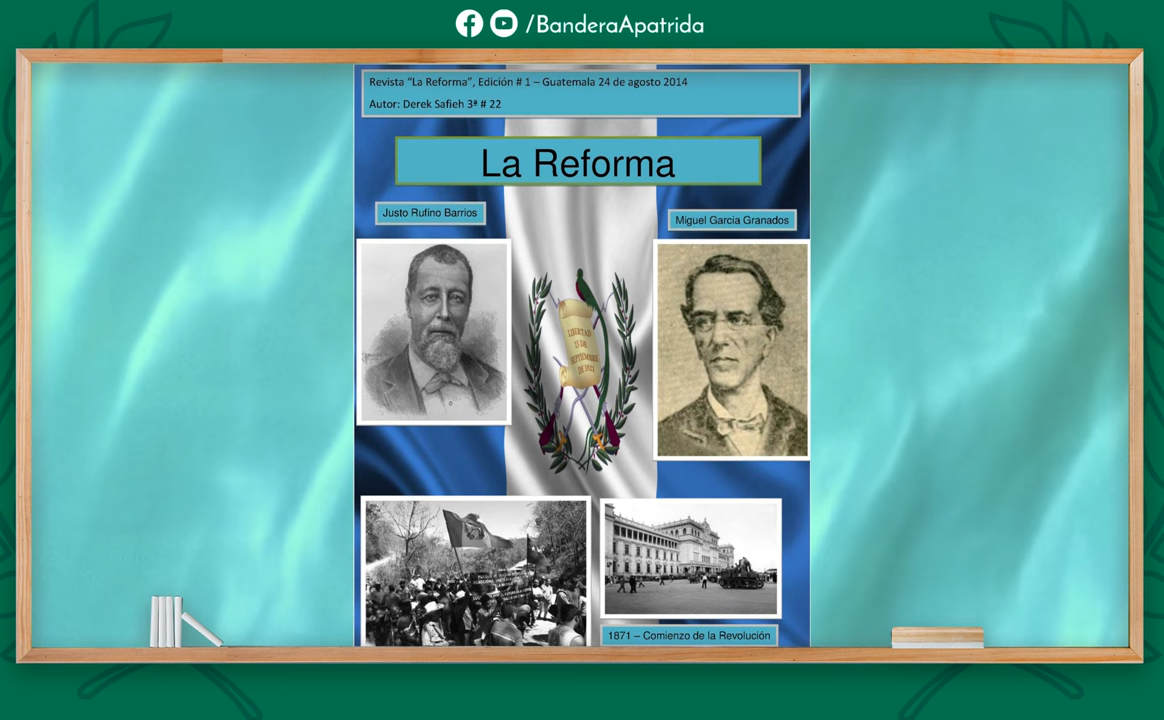 /BanderaApatrida
Revista “La Reforma”, Edición # 1 – Guatemala 24 de agosto 2014
Autor: Derek Safieh 3ª # 22
La Reforma
Justo Rufino Barrios
Miguel Garcia Granados
LIBERTAD
15 DE
SEPTIEMBRE
DE 1821
1871 – Comienzo de la Revolución